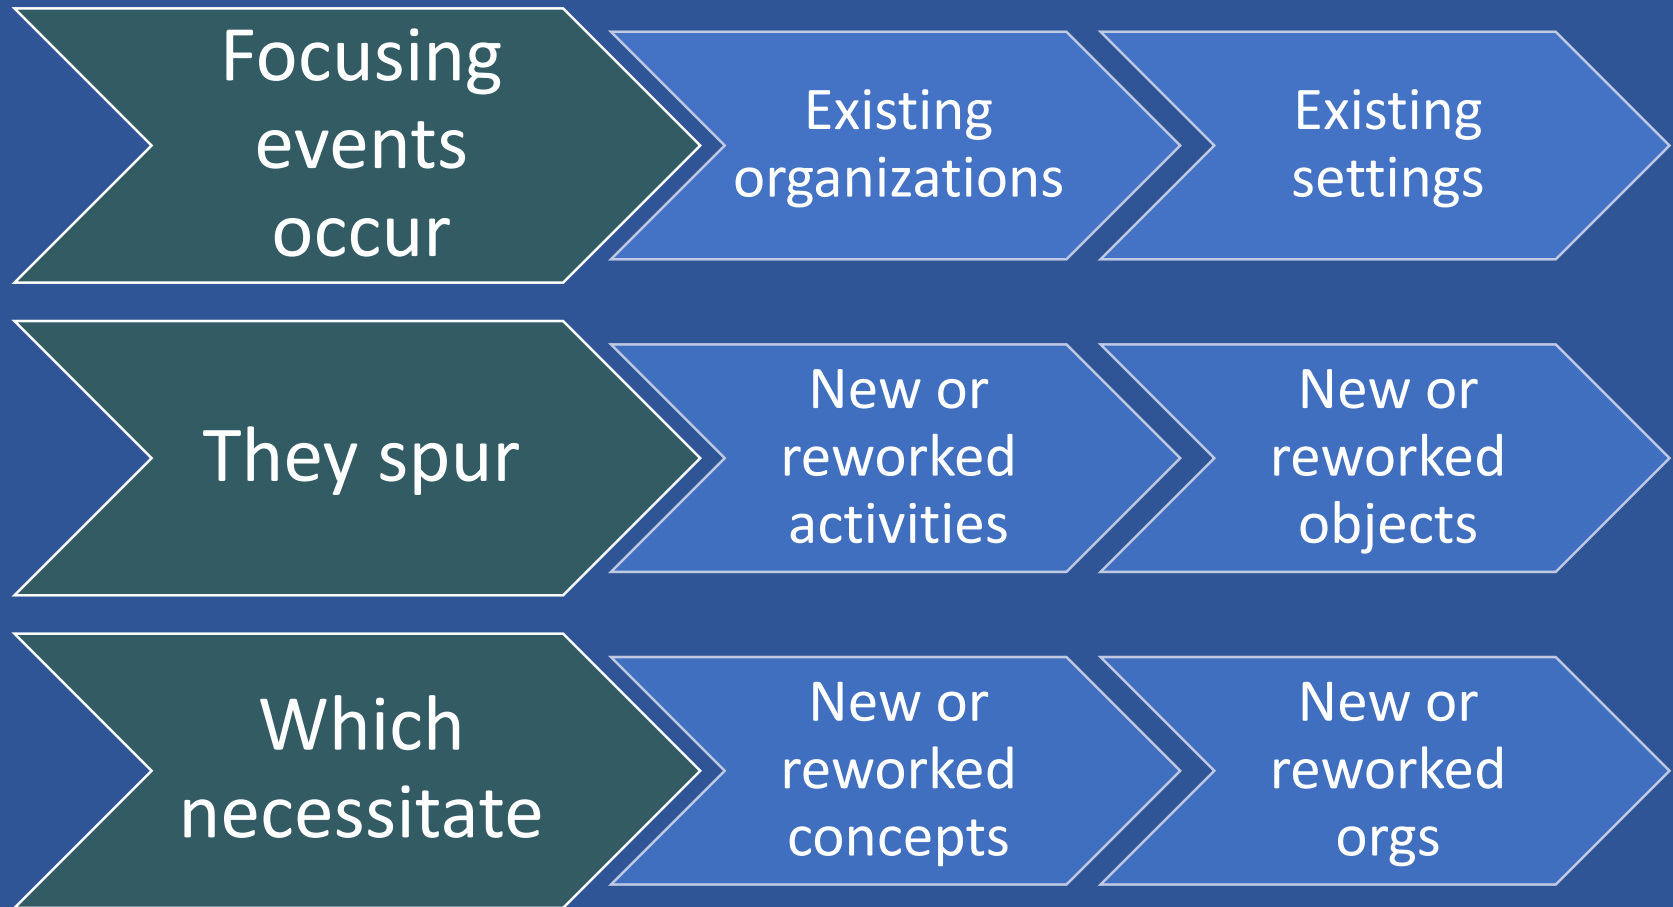 Focusing
events
occur
Existing
organizations
Existing
settings
They spur
New or
reworked
activities
New or
reworked
objects
Which
necessitate
New or
reworked
concepts
New or
reworked
orgs